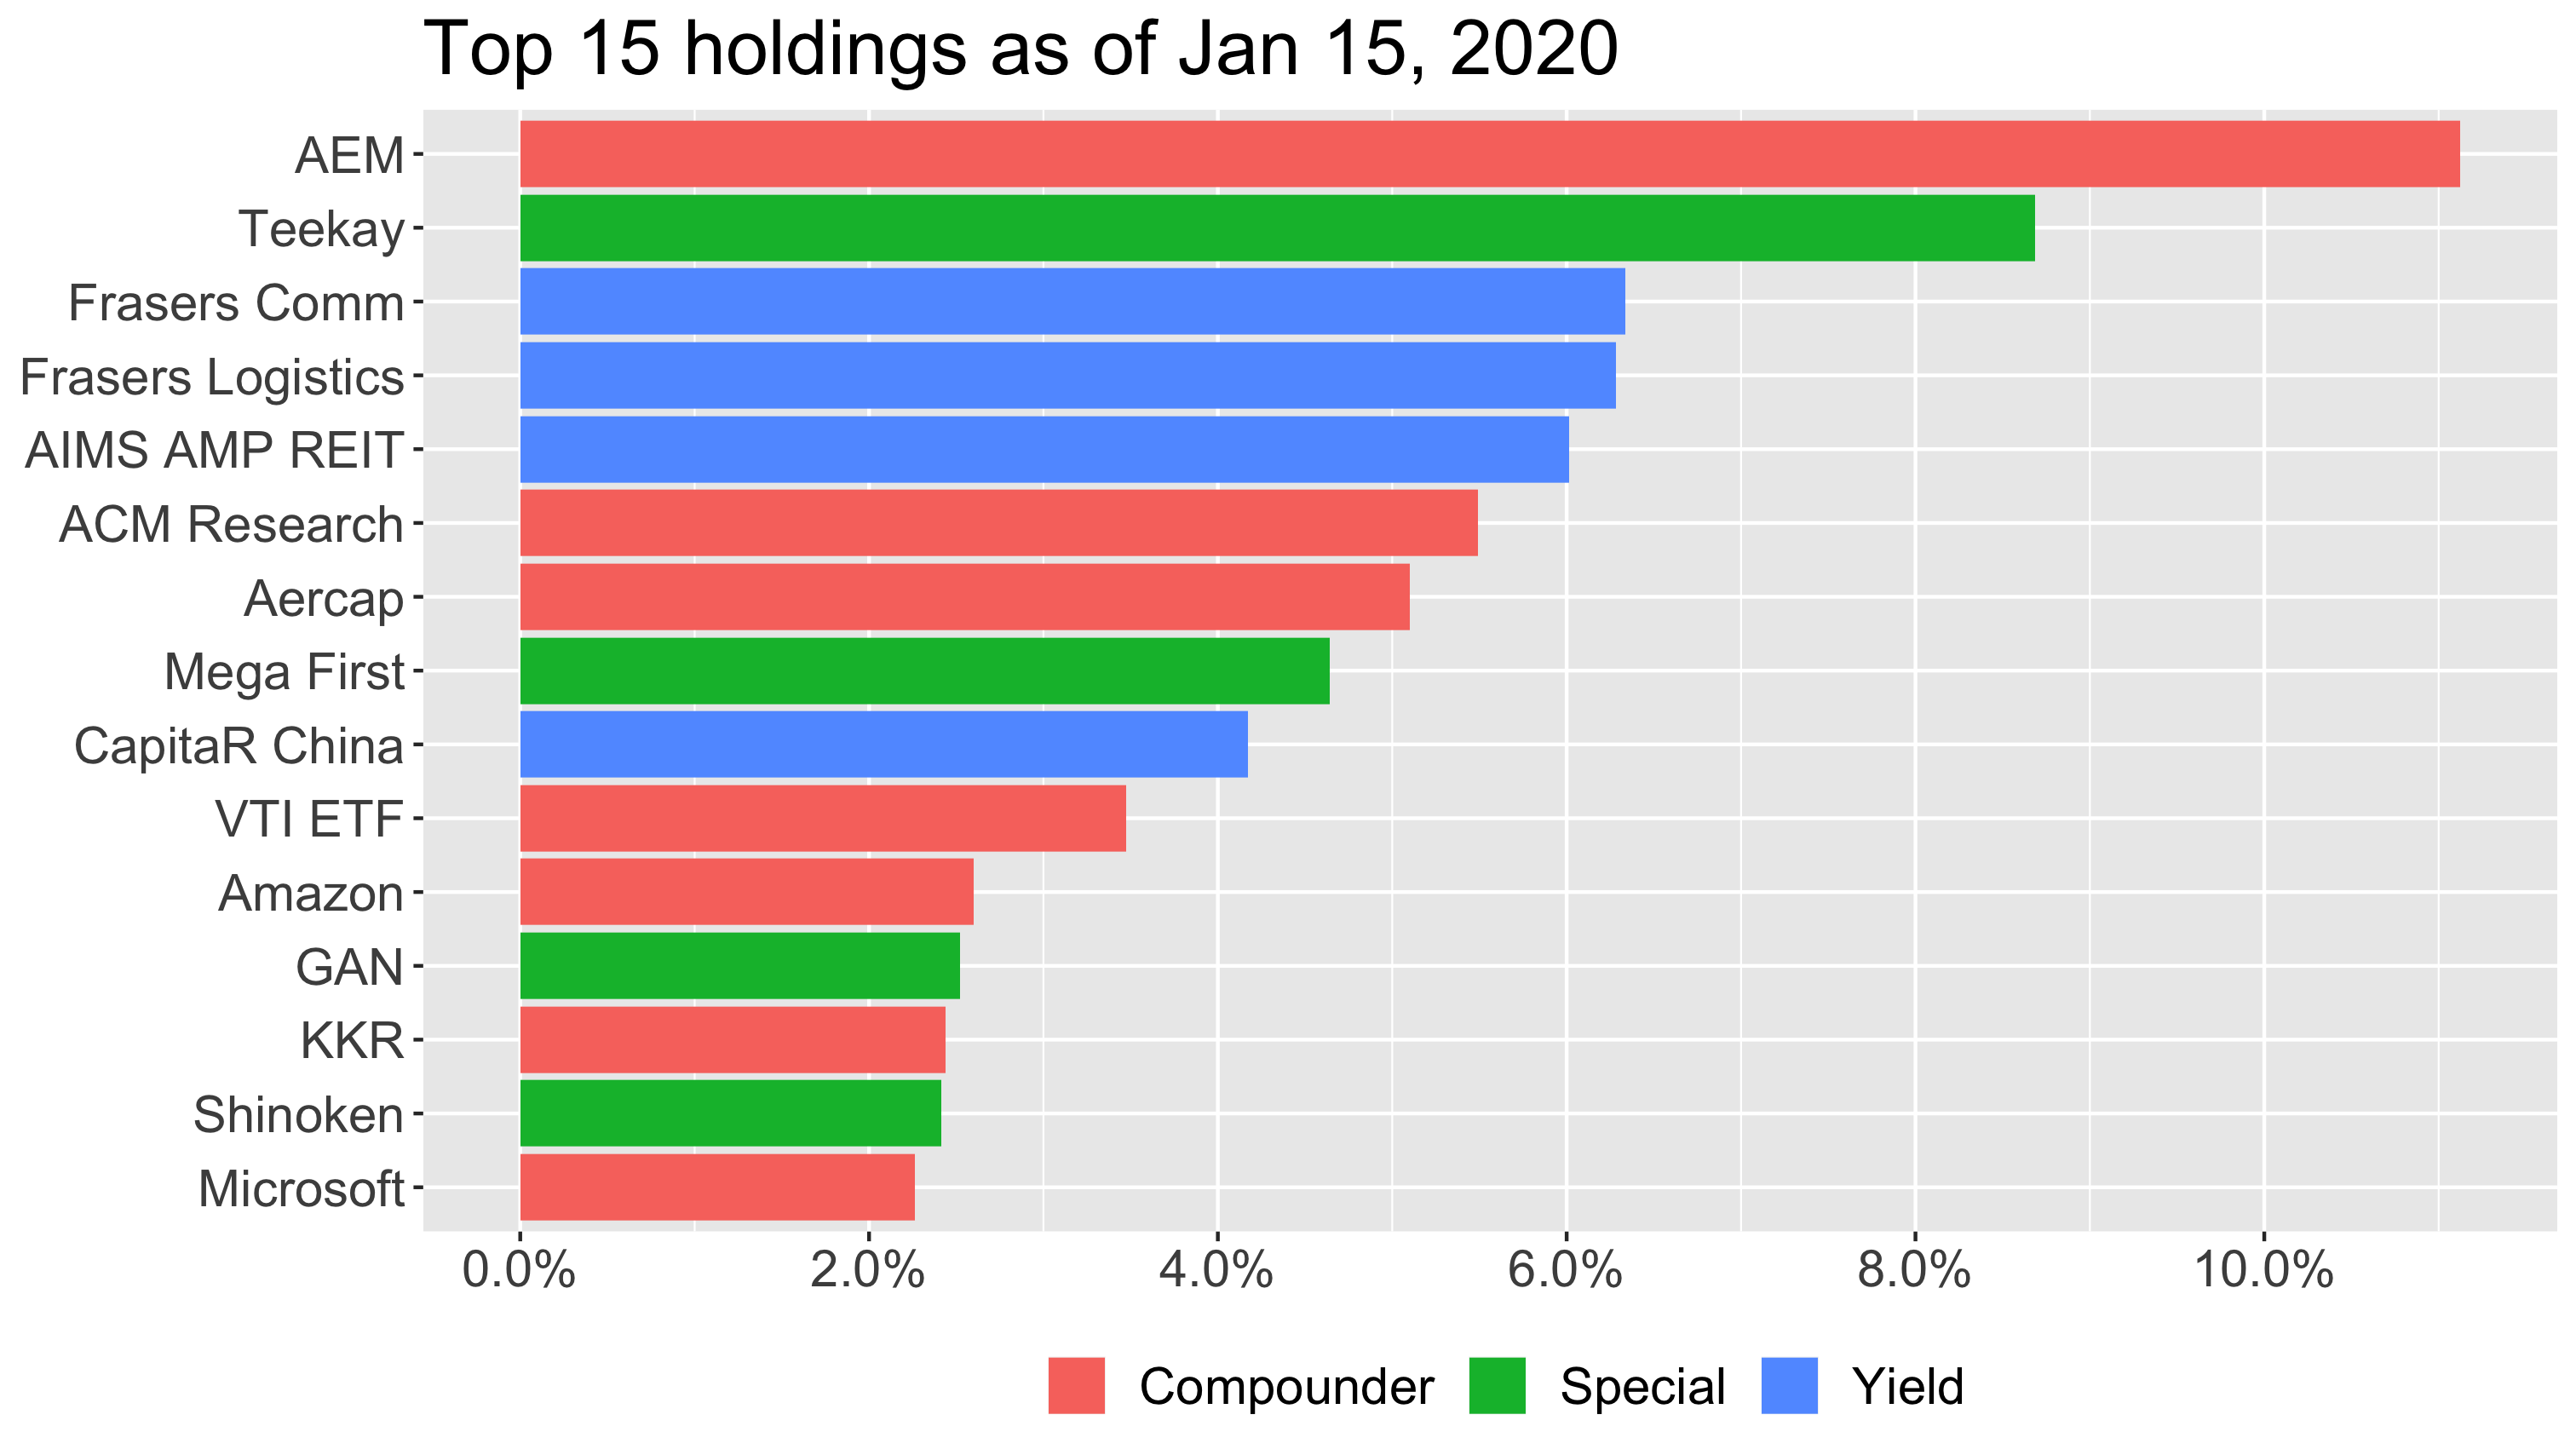 Top 15 holdings as of Jan 15, 2020
AEM
Teekay
Frasers Comm
Frasers Logistics
AIMS AMP REIT
ACM Research
Aercap
Mega First
CapitaR China
VTI ETF
Amazon
GAN
KKR
Shinoken
Microsoft
0.0% 2.0% 4.0% 6.0% 8.0% 10.0%
Compounder Special Yield